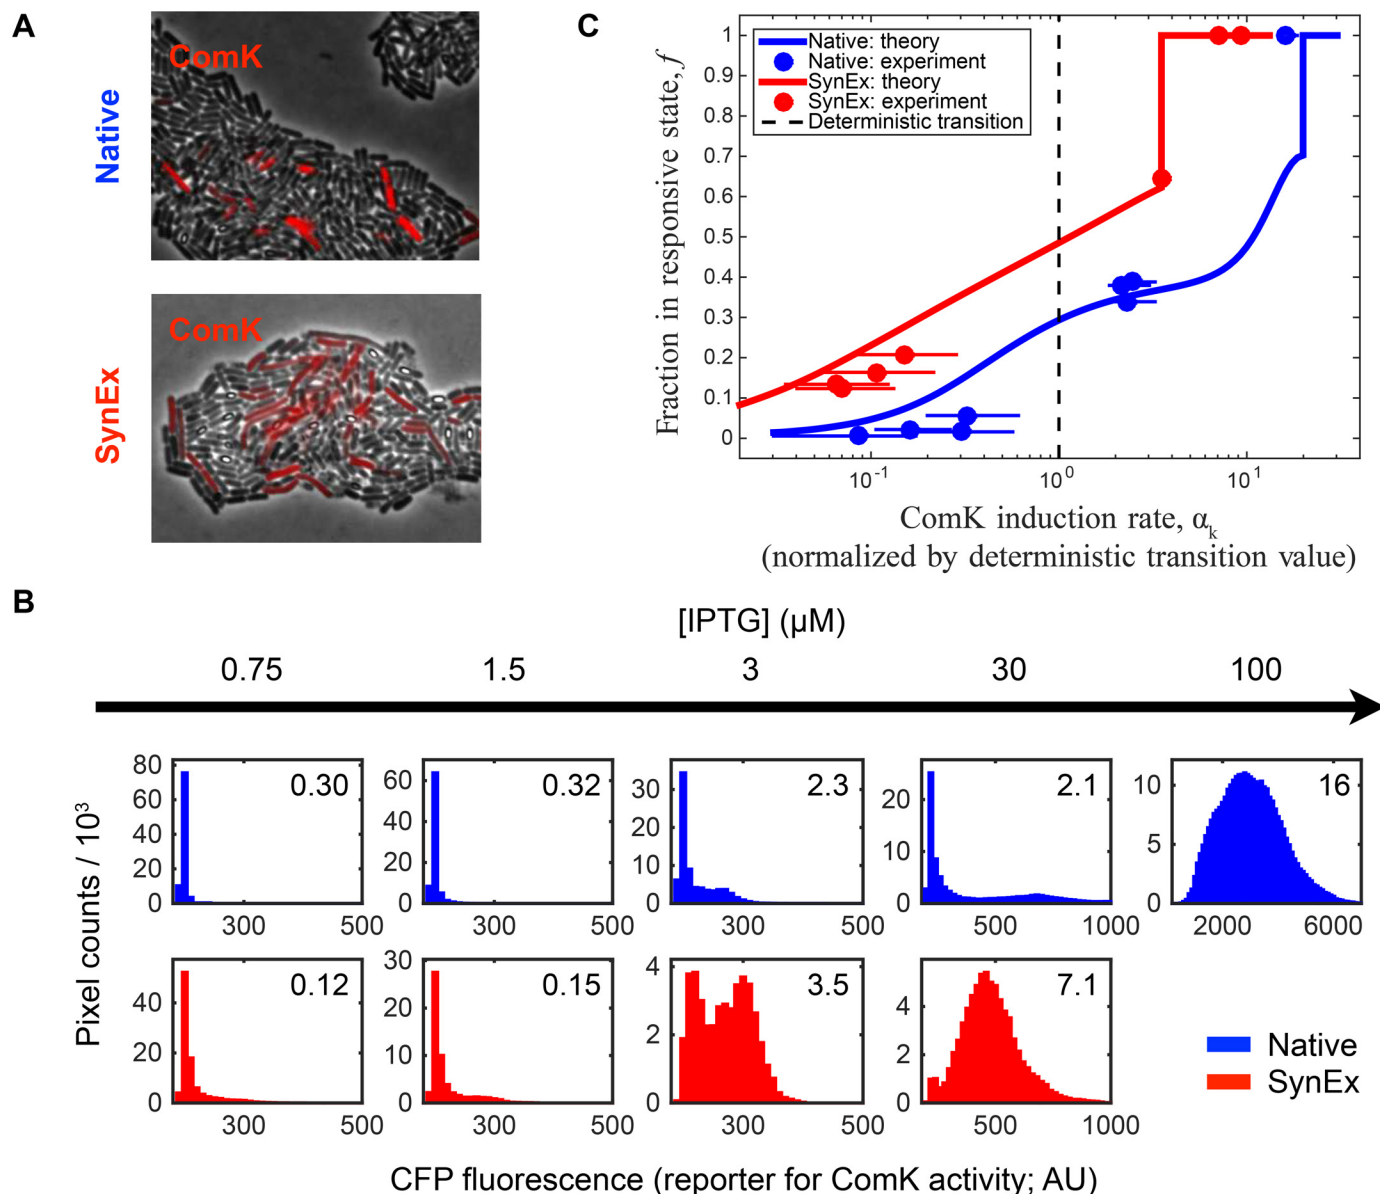 A
ComK
Native
ComK
SynEx
C
1
0.9
0.8
0.7
0.6
0.5
0.4
0.3
0.2
0.1
0
Fraction in responsive state, f
Native: theory
Native: experiment
SynEx: theory
SynEx: experiment
Deterministic transition
10⁻¹ 10⁰ 10¹
ComK induction rate, αₖ
(normalized by deterministic transition value)
B
[IPTG] (μM)
0.75 1.5 3 30 100
Pixel counts / 10³
80
60
40
20
0
0.30
300 500
60
40
20
0
0.32
300 500
30
20
10
0
2.3
300 500
20
10
0
2.1
500 1000
10
5
0
16
2000 6000
40
20
0
0.12
300 500
30
20
10
0
0.15
300 500
4
2
0
3.5
300 500
4
2
0
7.1
500 1000
Native
SynEx
CFP fluorescence (reporter for ComK activity; AU)